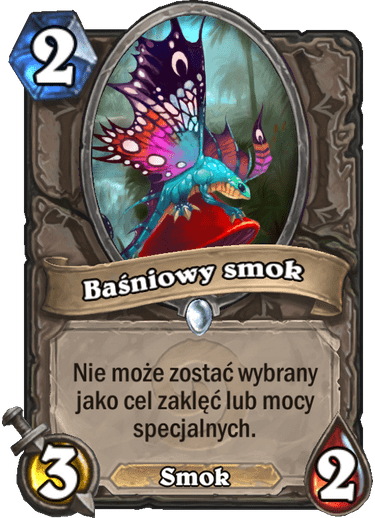 2
Baśniowy smok
Nie może zostać wybrany
jako cel zaklęć lub mocy
specjalnych.
3
Smok
2